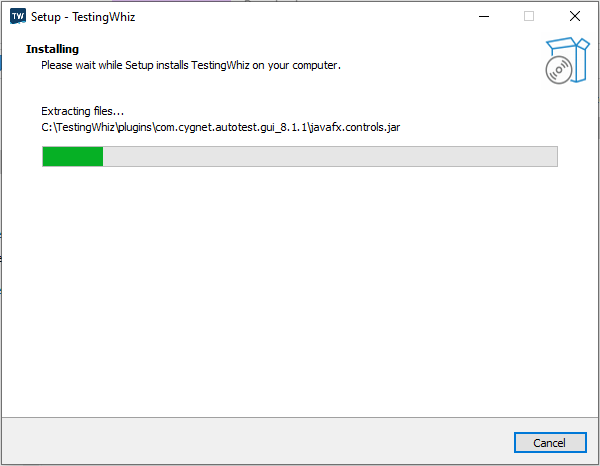 TW Setup - TestingWhiz
Installing
Please wait while Setup installs TestingWhiz on your computer.
Extracting files...
C:\TestingWhiz\plugins\com.cygnet.autotest.gui_8.1.1\javafx.controls.jar
Cancel